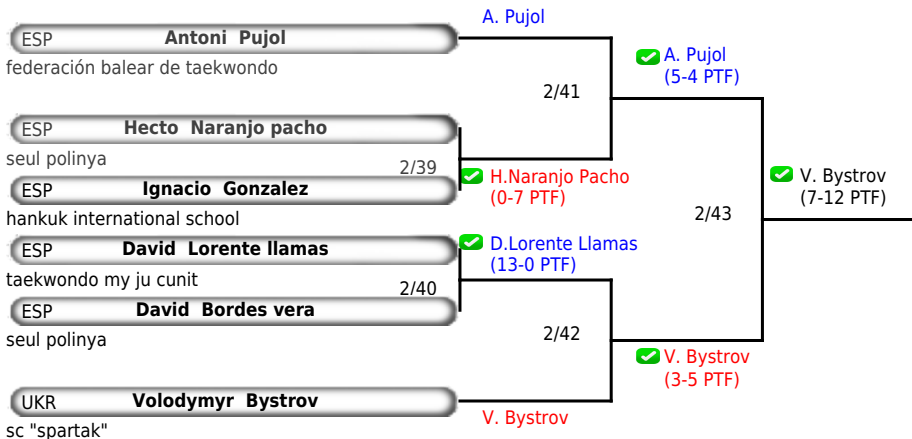 A. Pujol
ESP Antoni Pujol
federación balear de taekwondo
A. Pujol
(5-4 PTF)
2/41
ESP Hecto Naranjo pacho
seul polinya
2/39
H.Naranjo Pacho
(0-7 PTF)
ESP Ignacio Gonzalez
hankuk international school
V. Bystrov
(7-12 PTF)
2/43
ESP David Lorente llamas
taekwondo my ju cunit
D.Lorente Llamas
(13-0 PTF)
2/40
ESP David Bordes vera
seul polinya
2/42
V. Bystrov
(3-5 PTF)
UKR Volodymyr Bystrov
sc "spartak"
V. Bystrov